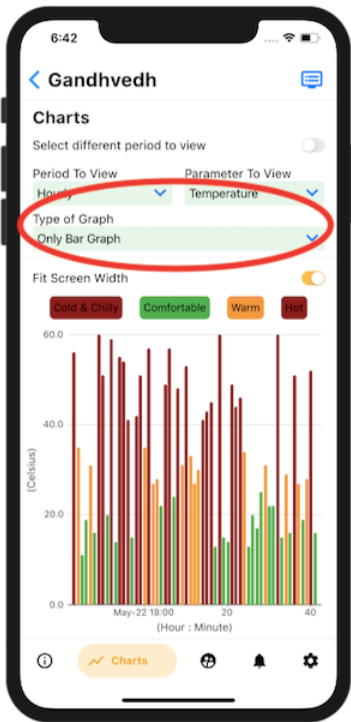 6:42
Gandhvedh
Charts
Select different period to view
Period To View Parameter To View
Hourly Temperature
Type of Graph
Only Bar Graph
Fit Screen Width
Cold & Chilly Comfortable Warm Hot
60.0
40.0
20.0
0.0
(Celsius)
May-22 18:00 20 40
(Hour : Minute)
Charts